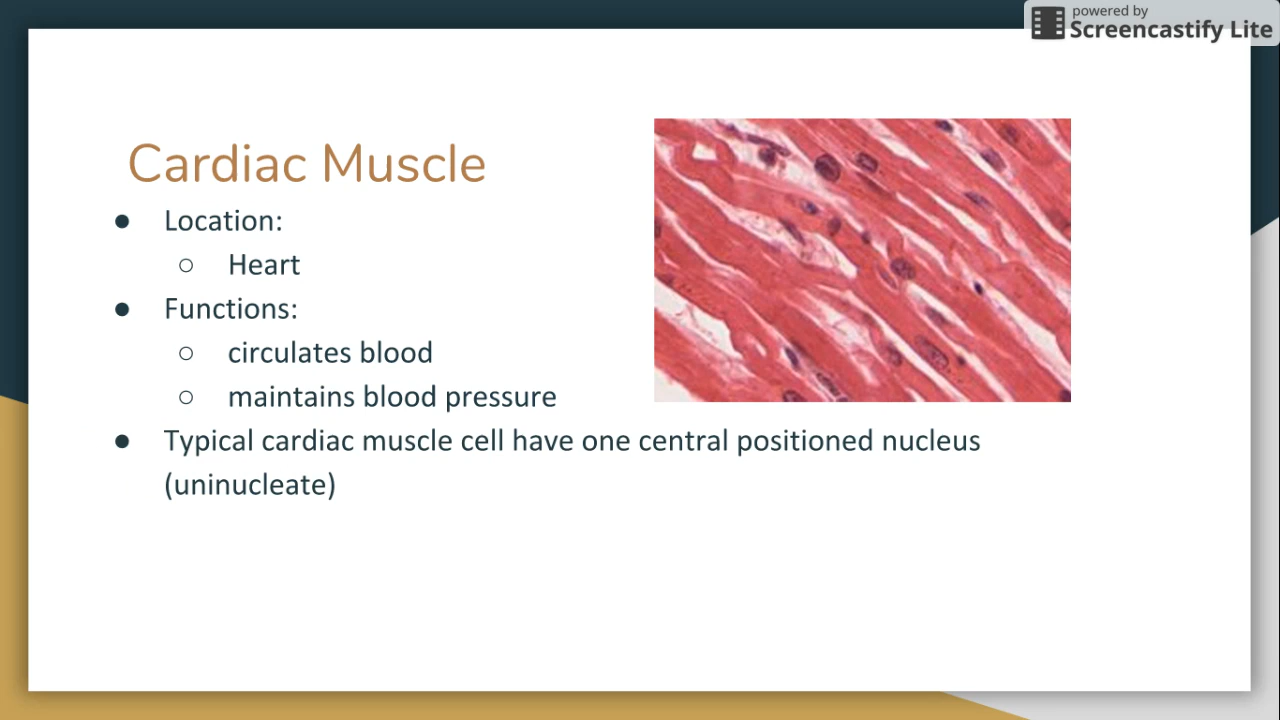 powered by
Screencastify Lite
Cardiac Muscle
● Location:
○ Heart
● Functions:
○ circulates blood
○ maintains blood pressure
● Typical cardiac muscle cell have one central positioned nucleus
(uninucleate)